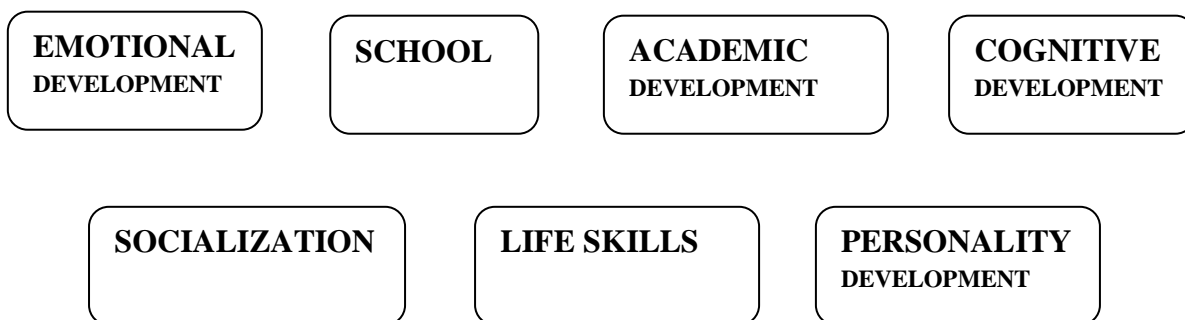 EMOTIONAL
DEVELOPMENT
SCHOOL
ACADEMIC
DEVELOPMENT
COGNITIVE
DEVELOPMENT
SOCIALIZATION
LIFE SKILLS
PERSONALITY
DEVELOPMENT